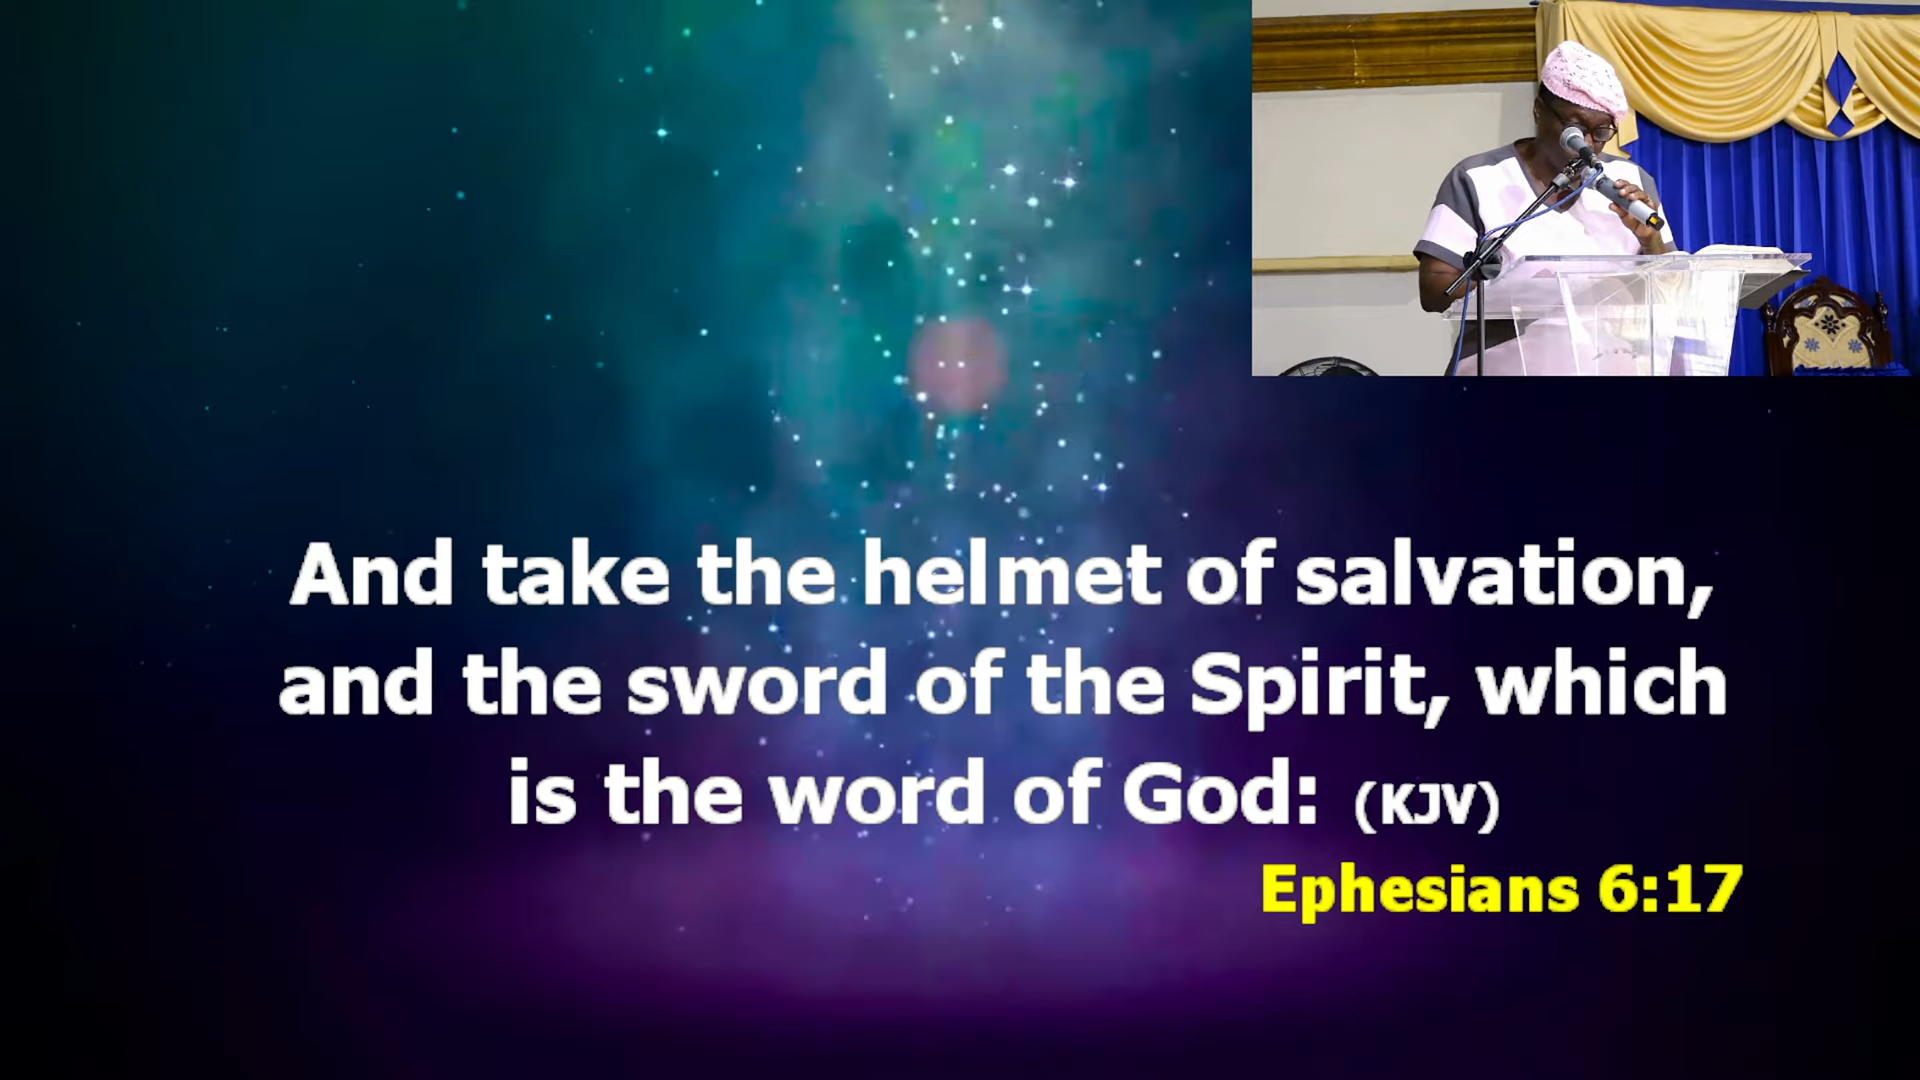 And take the helmet of salvation,
and the sword of the Spirit, which
is the word of God: (KJV)
Ephesians 6:17